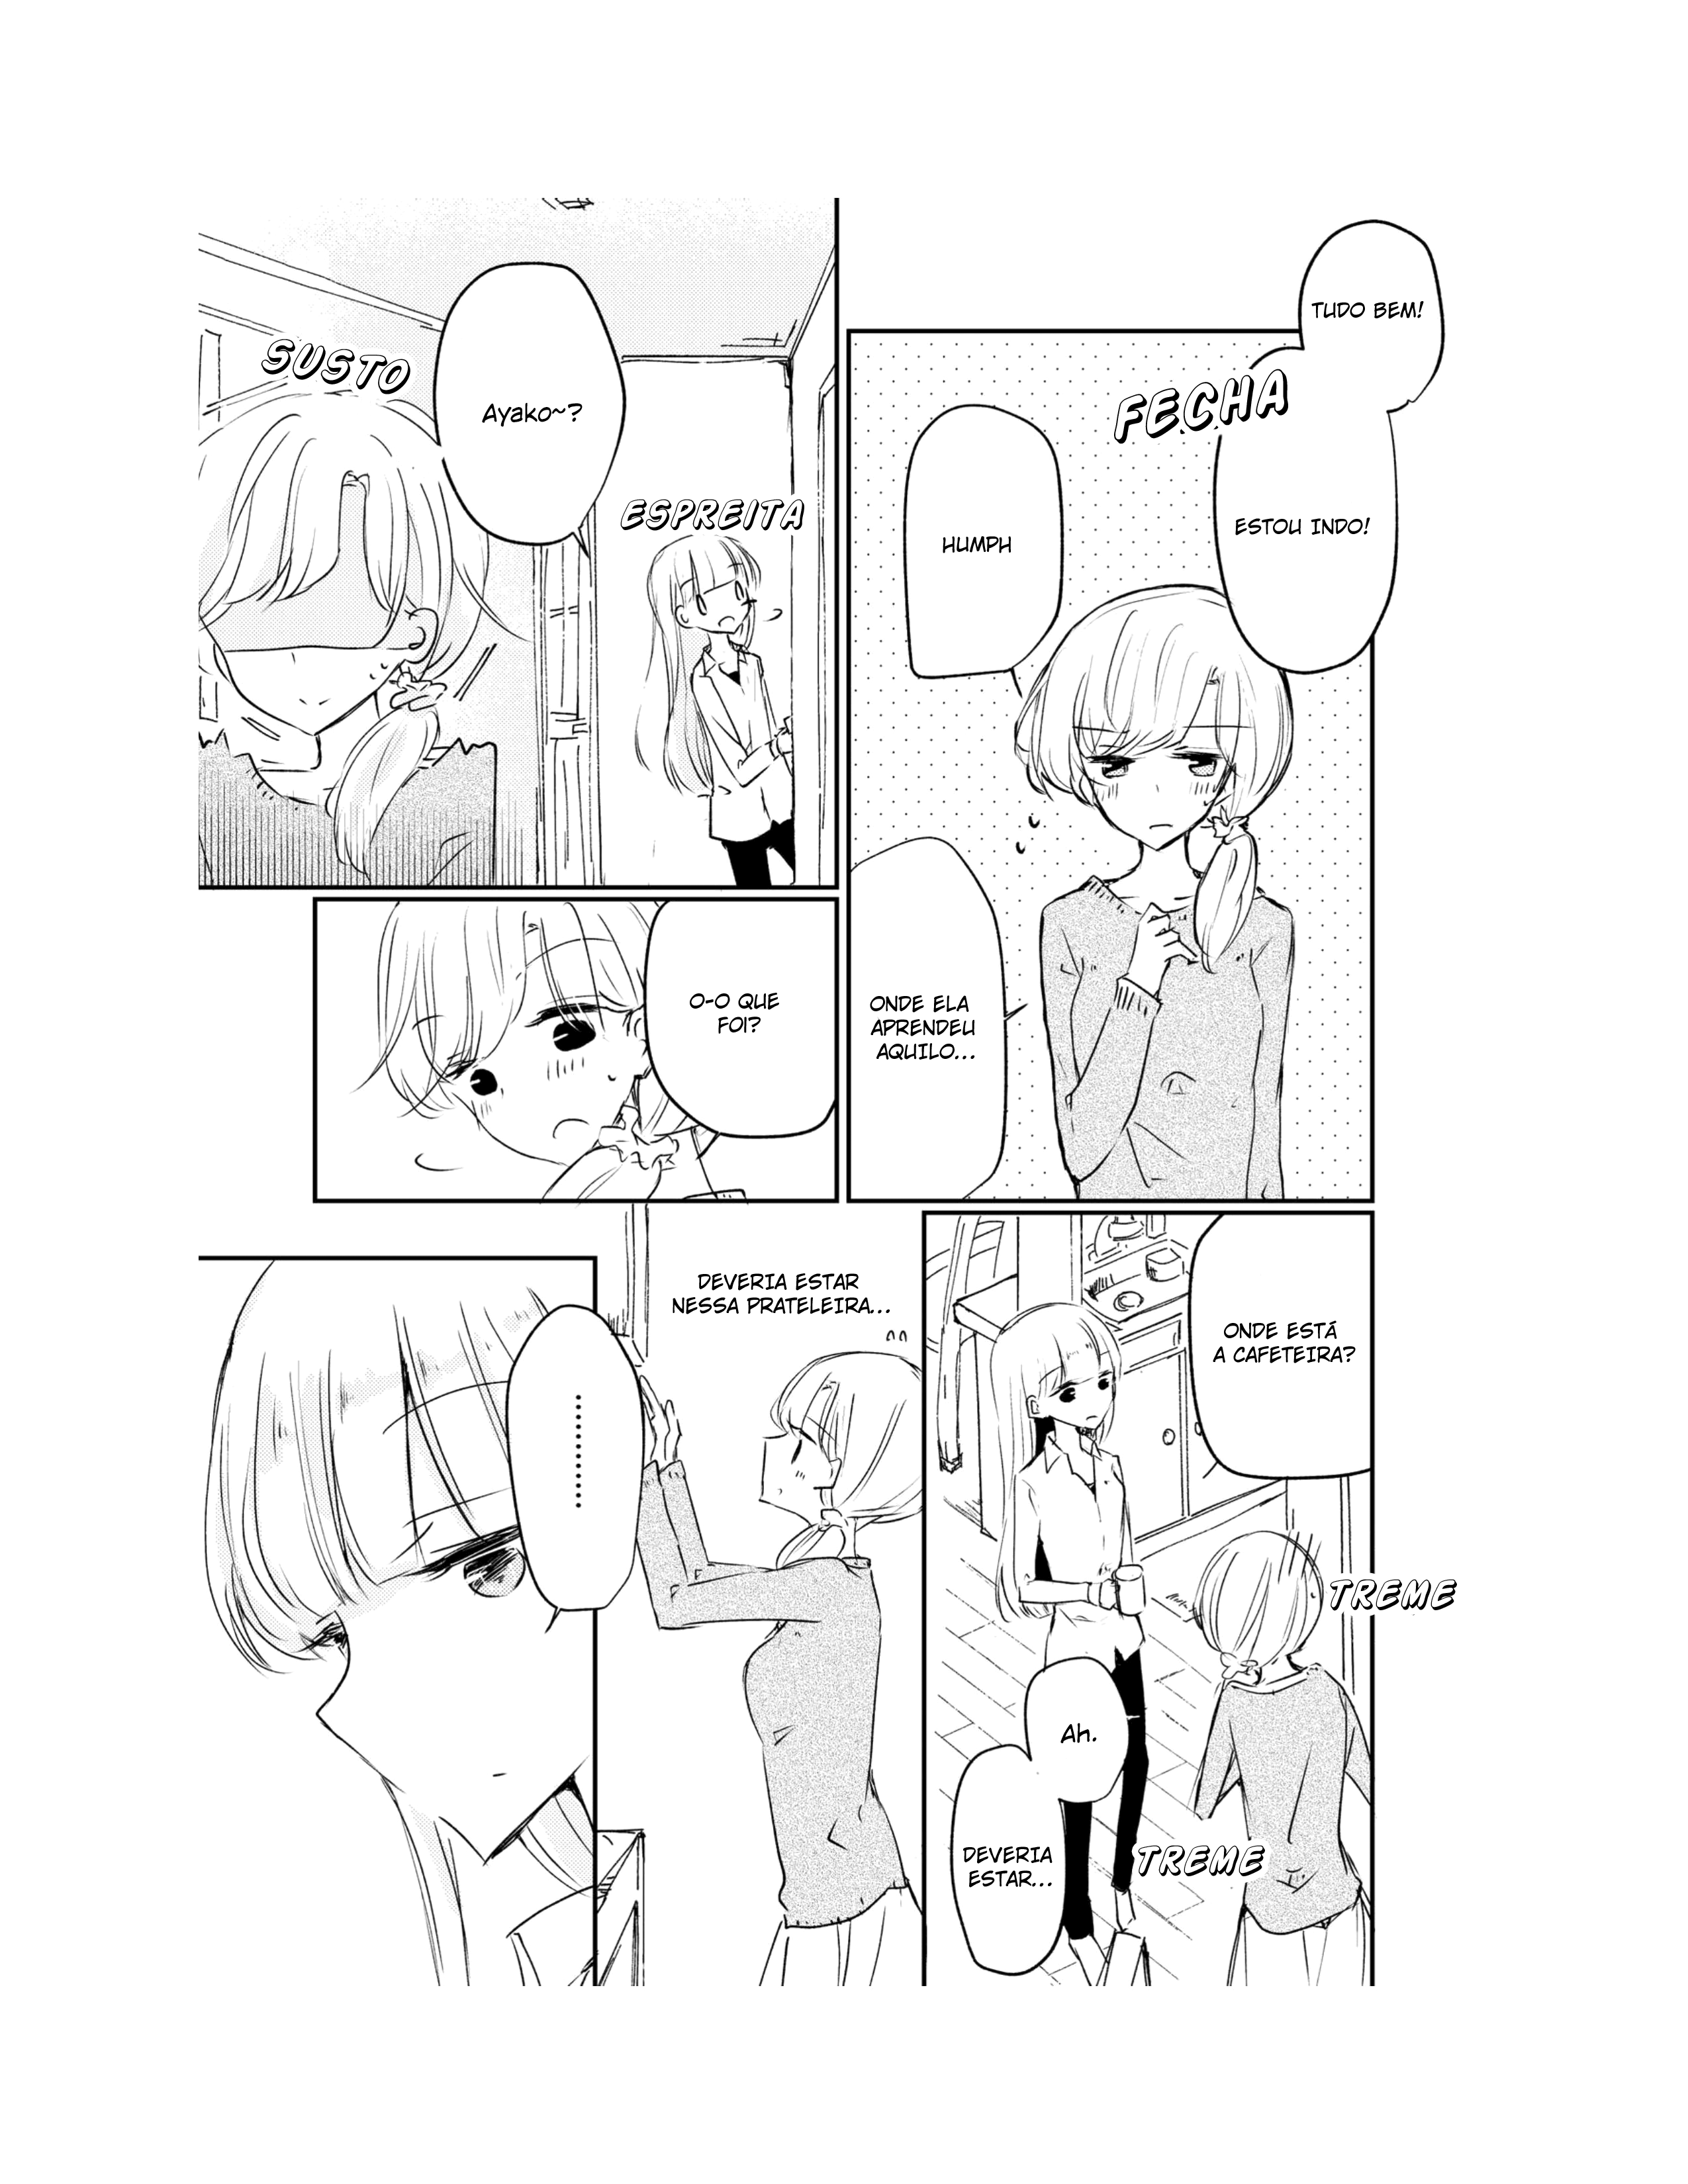 TUDO BEM!
ESTOU INDO!
FECHA
HUMPH
ONDE ELA
APRENDEU
AQUILO...
Ayako~?
SUSTO
ESPREITA
O-O QUE
FOI?
ONDE ESTÁ
A CAFETEIRA?
TREME
Ah.
DEVERIA
ESTAR...
TREME
DEVERIA ESTAR
NESSA PRATELEIRA...
..........